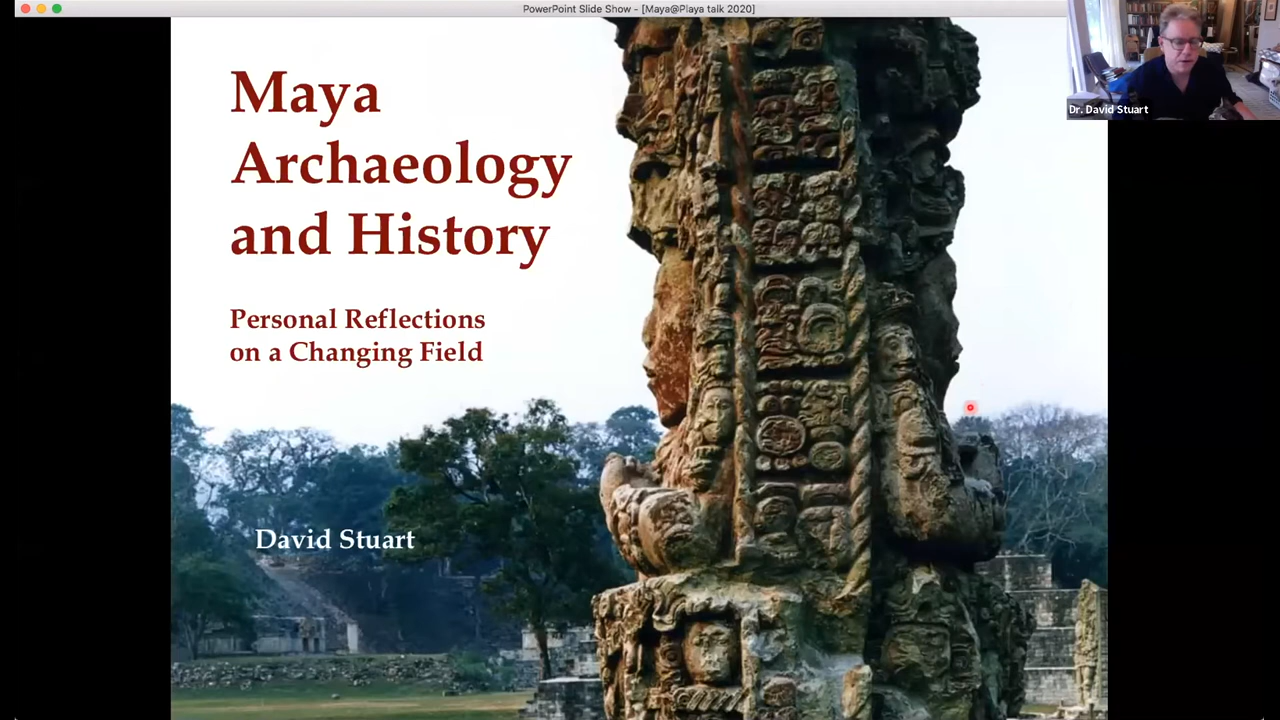 PowerPoint Slide Show - [Maya@Playa talk 2020]
Maya
Archaeology
and History
Personal Reflections
on a Changing Field
David Stuart
Dr. David Stuart